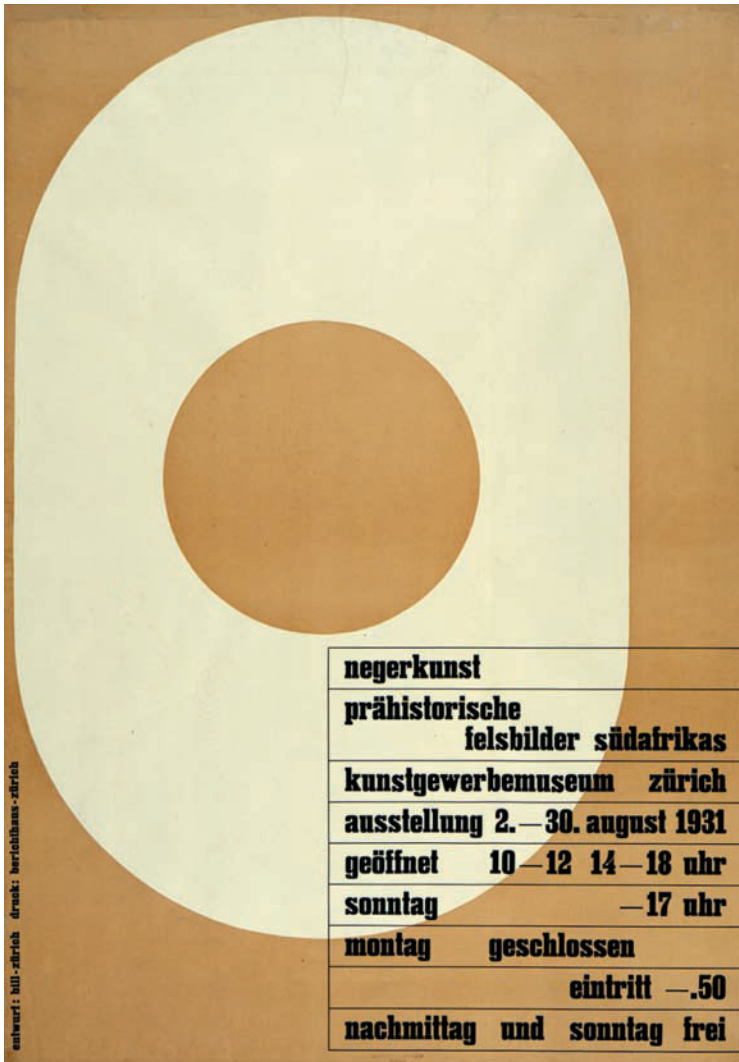 negerkunst
prähistorische
felsbilder südafrikas
kunstgewerbemuseum zürich
ausstellung 2.—30. august 1931
geöffnet 10—12 14—18 uhr
sonntag —17 uhr
montag geschlossen
eintritt —.50
nachmittag und sonntag frei
entwurf: bill-zürich druck: berichthaus-zürich